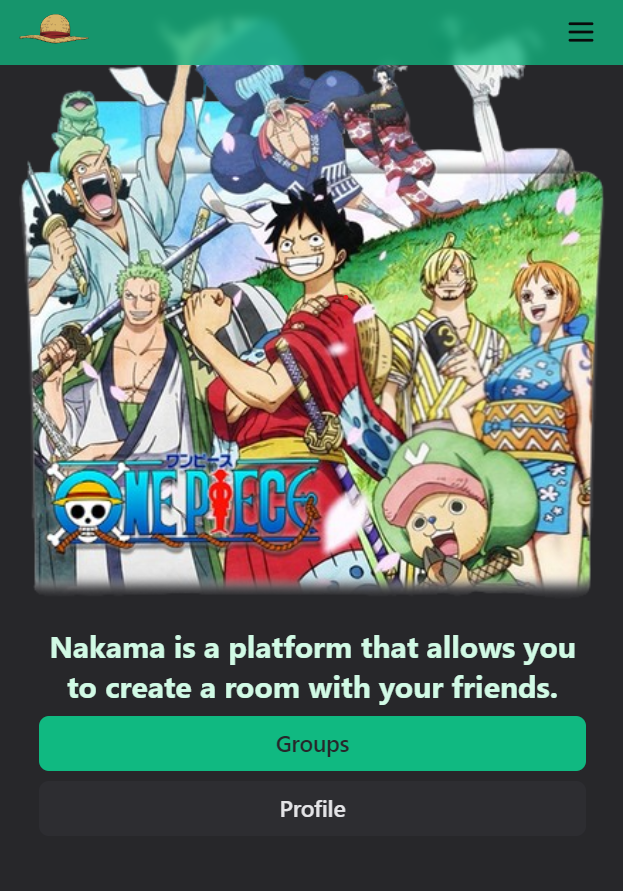 ワンピース
ONE PIECE
3
Nakama is a platform that allows you
to create a room with your friends.
Groups
Profile